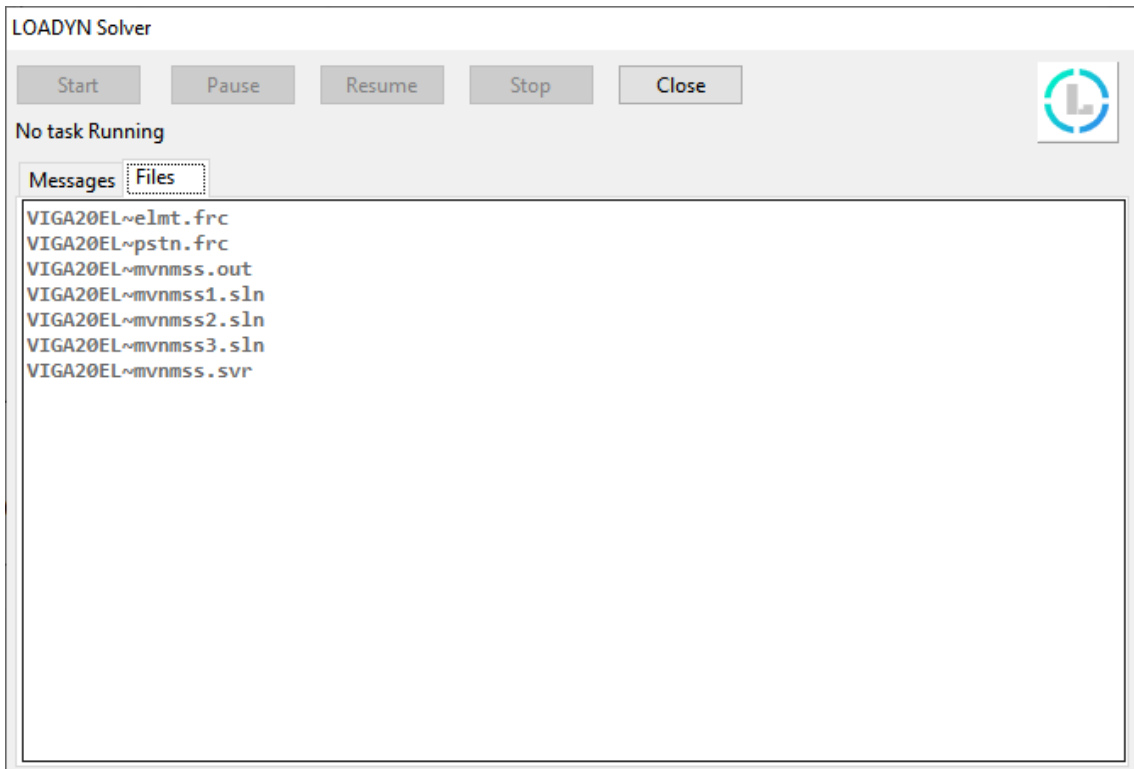 LOADYN Solver
Start Pause Resume Stop Close
L
No task Running
Messages Files
VIGA20EL~elmt.frc
VIGA20EL~pstn.frc
VIGA20EL~mvnmss.out
VIGA20EL~mvnmss1.sln
VIGA20EL~mvnmss2.sln
VIGA20EL~mvnmss3.sln
VIGA20EL~mvnmss.svr